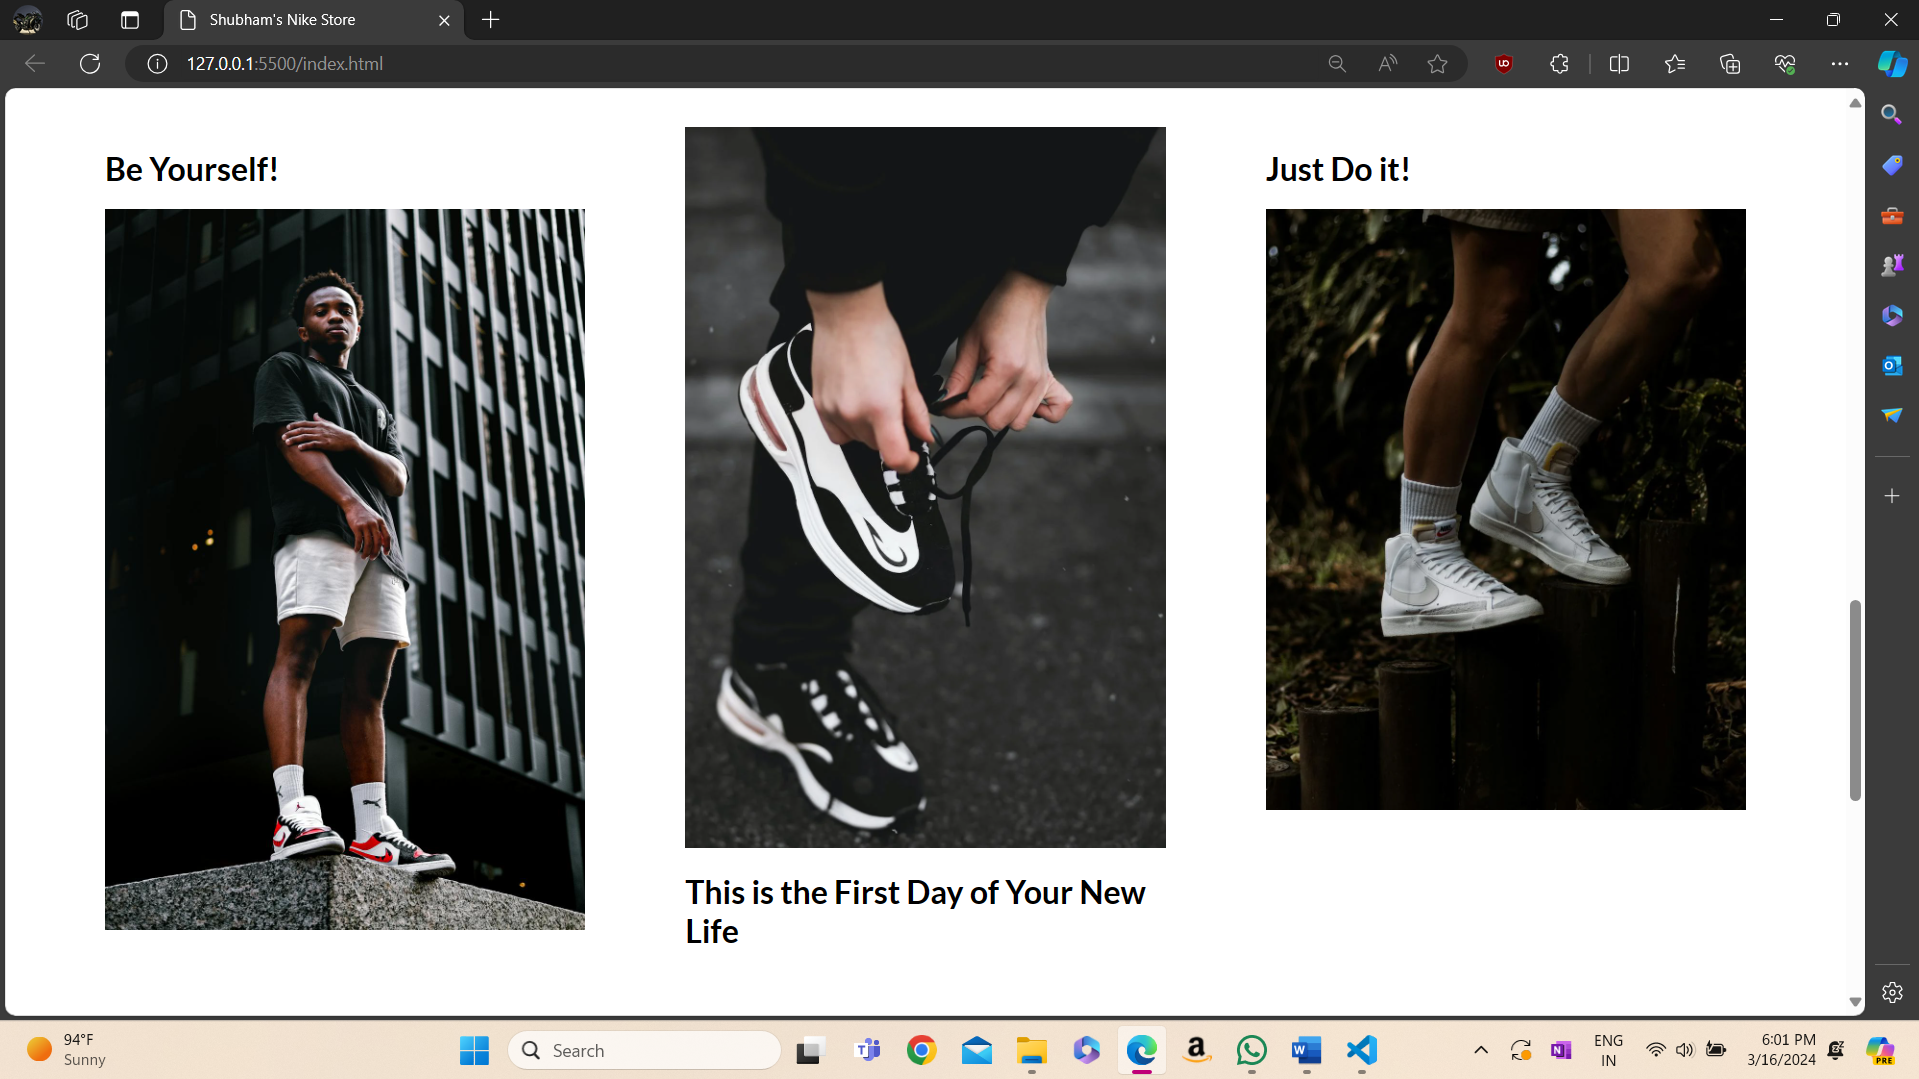 Shubham's Nike Store
127.0.0.1:5500/index.html
Be Yourself!
Just Do it!
This is the First Day of Your New
Life
94°F
Sunny
Search
ENG
IN
6:01 PM
3/16/2024
PRE